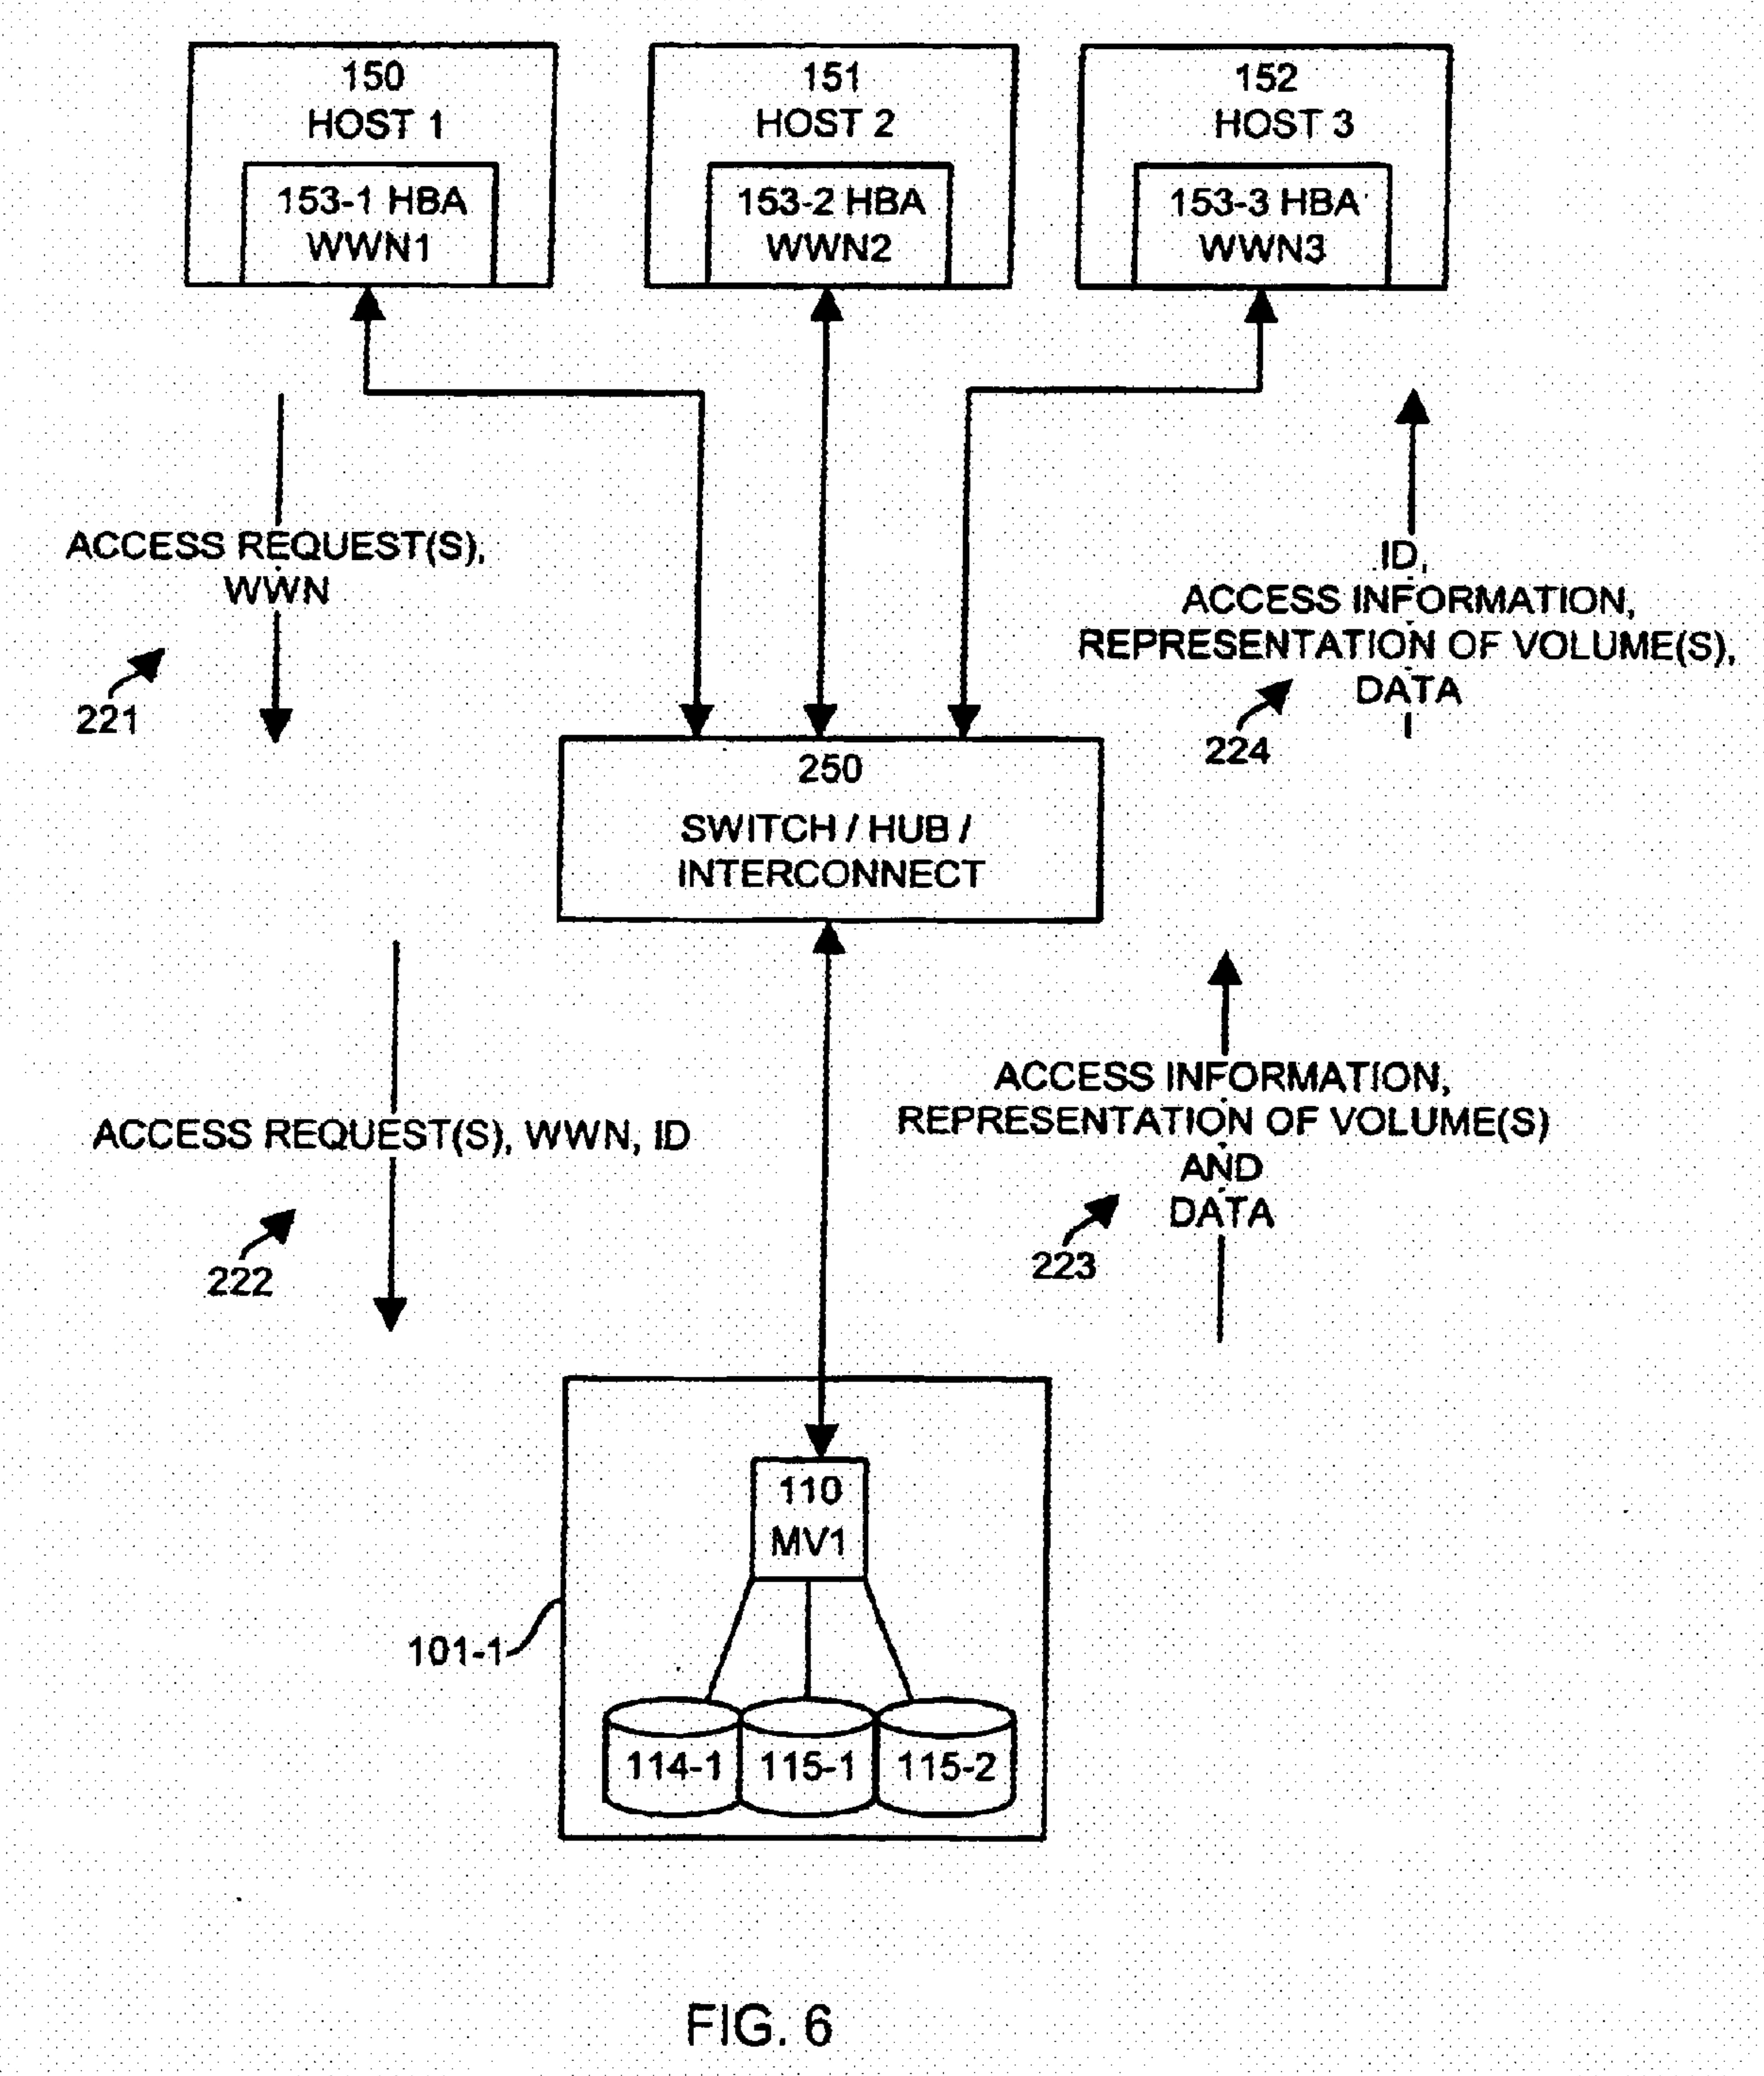 150
HOST 1
153-1 HBA
WWN1
151
HOST 2
153-2 HBA
WWN2
152
HOST 3
153-3 HBA
WWN3
ACCESS REQUEST(S),
WWN
221
ID,
ACCESS INFORMATION,
REPRESENTATION OF VOLUME(S),
DATA
224
250
SWITCH / HUB /
INTERCONNECT
ACCESS REQUEST(S), WWN, ID
222
ACCESS INFORMATION,
REPRESENTATION OF VOLUME(S)
AND
DATA
223
110
MV1
101-1
114-1
115-1
115-2
FIG. 6